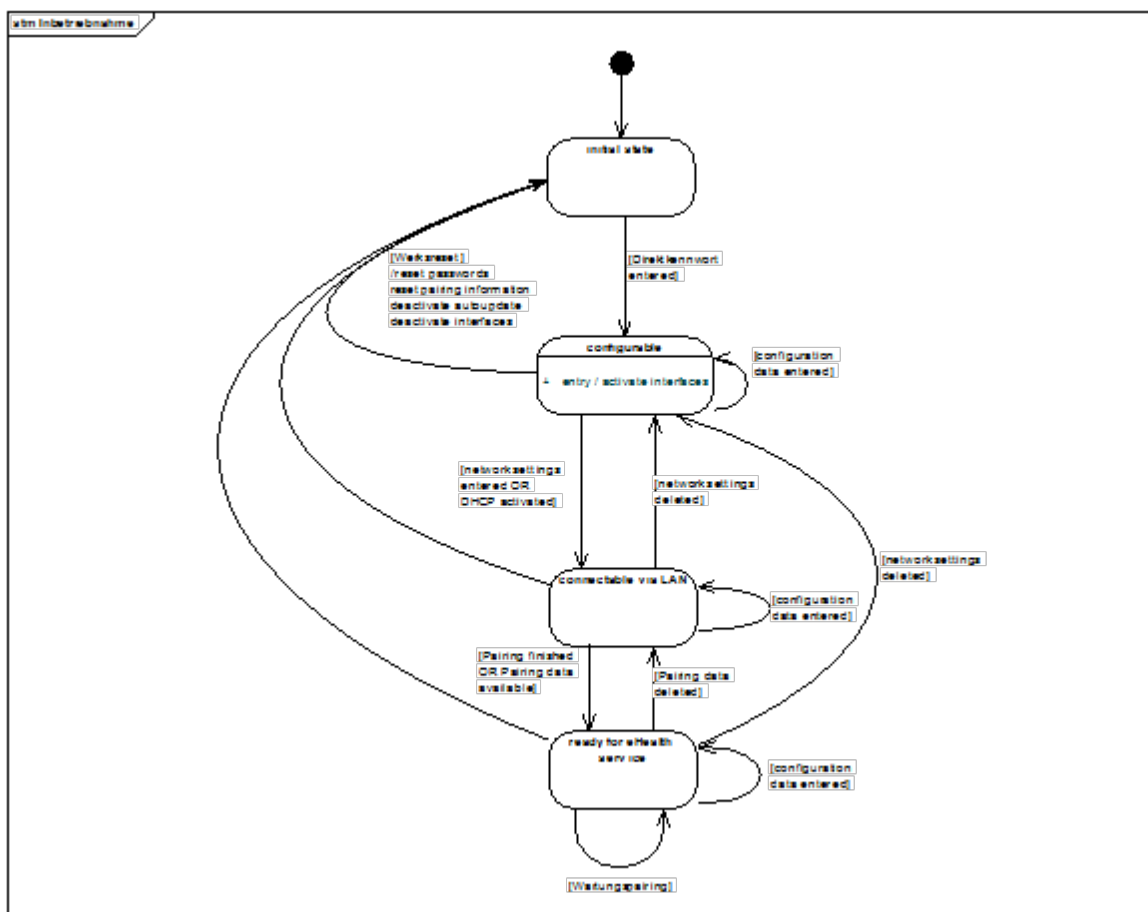 stm Inbetriebnahme
initial state
[Werksreset]
/reset passwords
reset pairing information
deactivate autoupdate
deactivate interfaces
[Direktkennwort
entered]
configurable
+ entry / activate interfaces
[configuration
data entered]
[networksettings
entered OR
DHCP activated]
[networksettings
deleted]
[networksettings
deleted]
connectable via LAN
[configuration
data entered]
[Pairing finished
OR Pairing data
available]
[Pairing data
deleted]
ready for eHealth
service
[configuration
data entered]
[Wartungspairing]